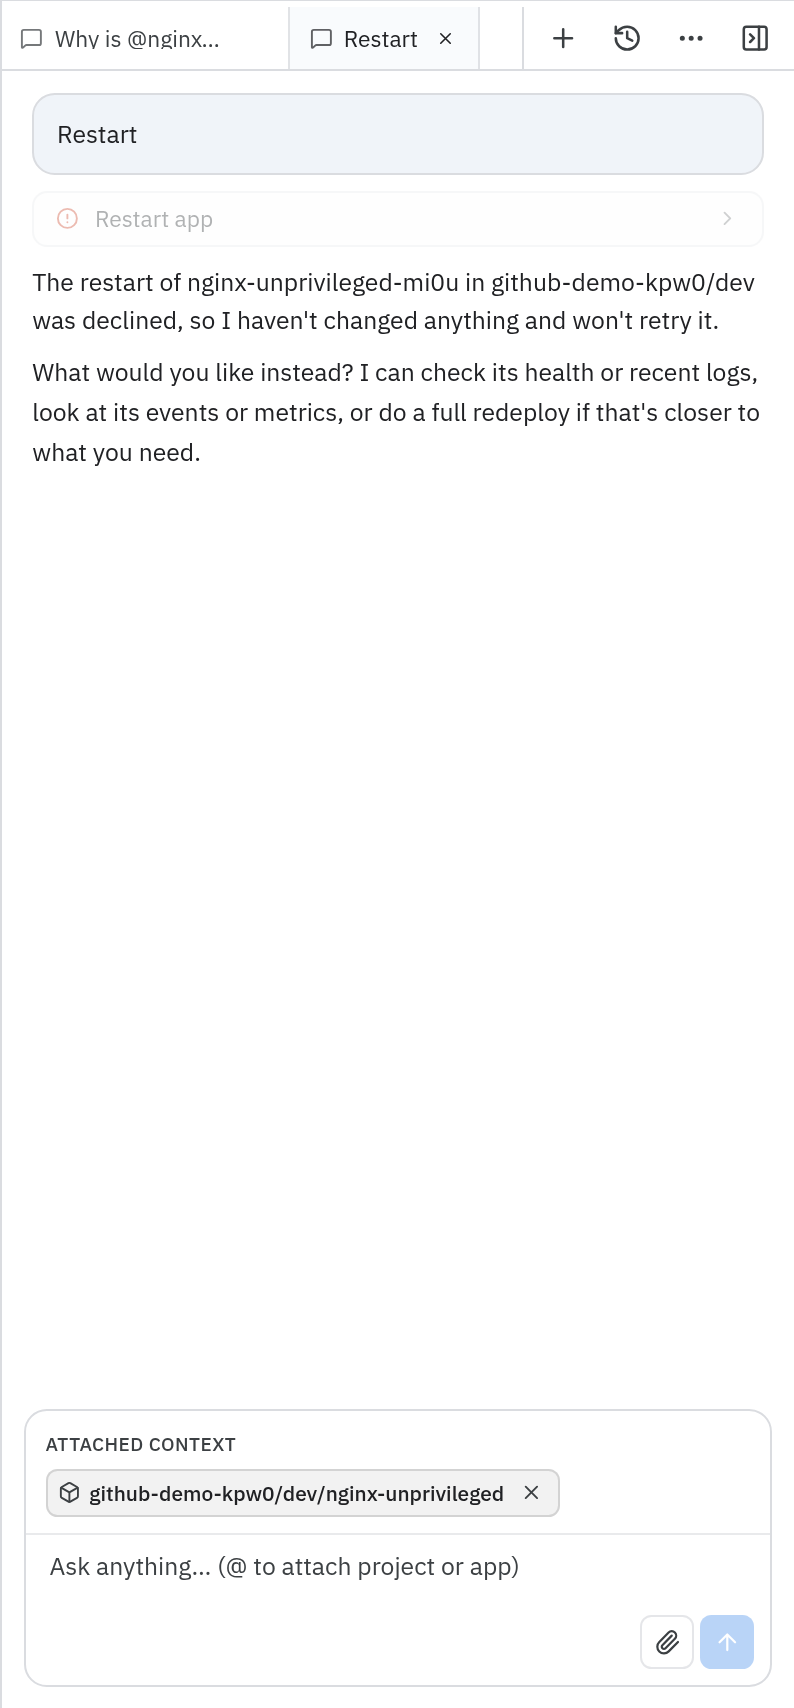 Why is @nginx...
Restart
Restart
Restart app
The restart of nginx-unprivileged-mi0u in github-demo-kpw0/dev
was declined, so I haven't changed anything and won't retry it.
What would you like instead? I can check its health or recent logs,
look at its events or metrics, or do a full redeploy if that's closer to
what you need.
ATTACHED CONTEXT
github-demo-kpw0/dev/nginx-unprivileged
Ask anything... (@ to attach project or app)